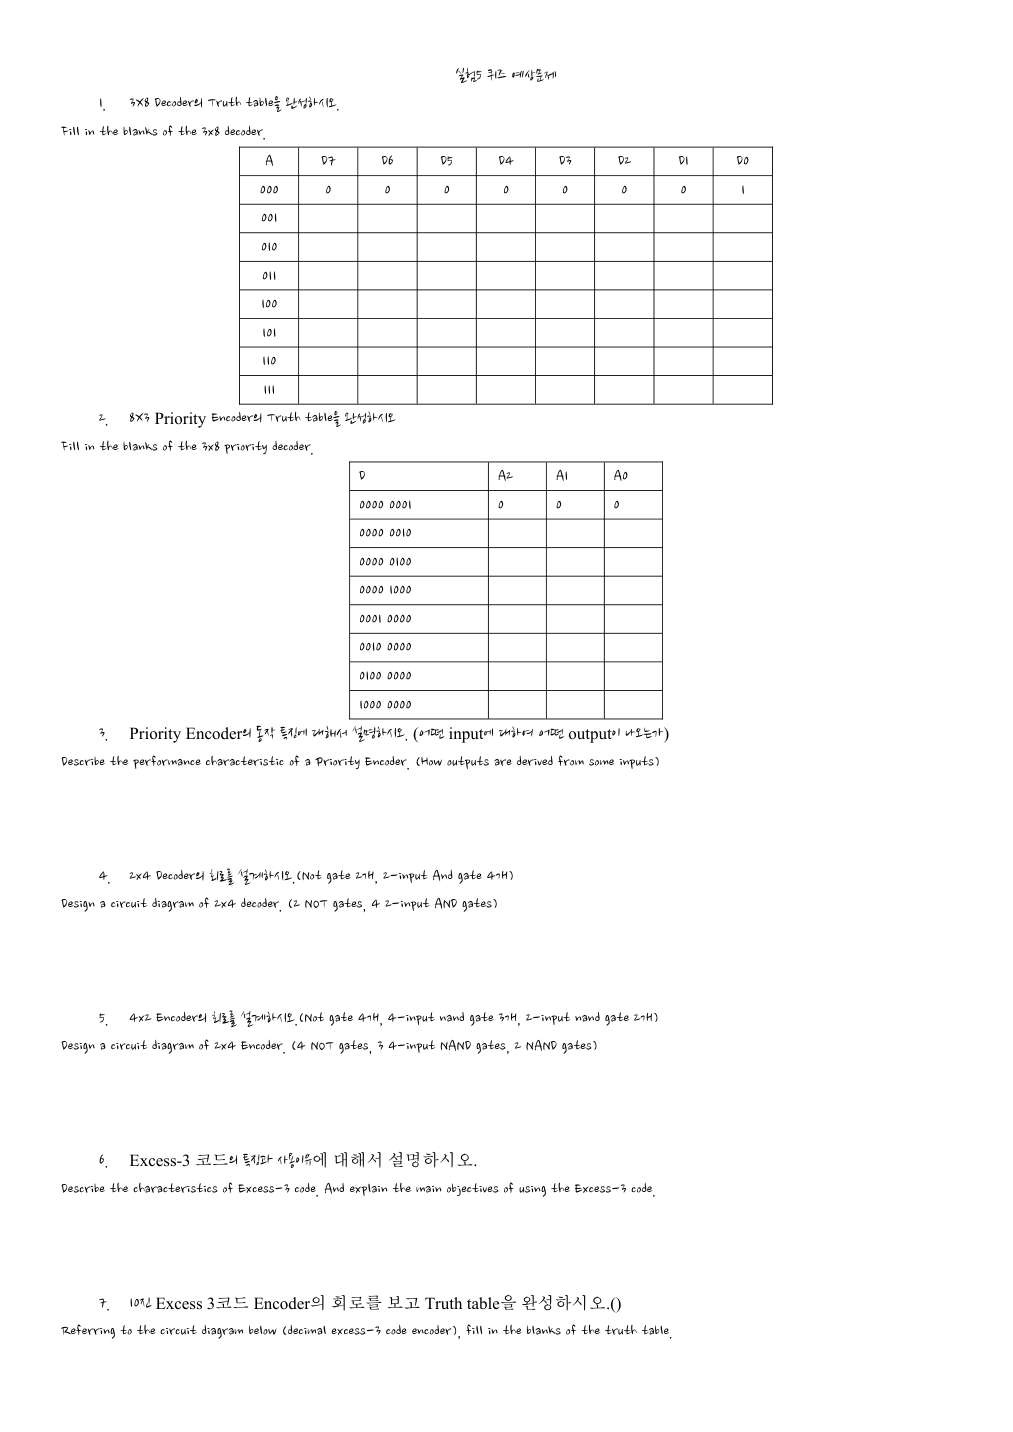 실험5 퀴즈 예상문제
1. 3X8 Decoder의 Truth table을 완성하시오.
Fill in the blanks of the 3x8 decoder.
A D7 D6 D5 D4 D3 D2 D1 D0
000 0 0 0 0 0 0 0 1
001
010
011
100
101
110
111
2. 8X3 Priority Encoder의 Truth table을 완성하시오
Fill in the blanks of the 3x8 priority decoder.
D A2 A1 A0
0000 0001 0 0 0
0000 0010
0000 0100
0000 1000
0001 0000
0010 0000
0100 0000
1000 0000
3. Priority Encoder의 동작 특징에 대해서 설명하시오. (어떤 input에 대하여 어떤 output이 나오는가)
Describe the performance characteristic of a Priority Encoder. (How outputs are derived from some inputs)
4. 2x4 Decoder의 회로를 설계하시오.(Not gate 2개, 2-input And gate 4개)
Design a circuit diagram of 2x4 decoder. (2 NOT gates, 4 2-input AND gates)
5. 4x2 Encoder의 회로를 설계하시오.(Not gate 4개, 4-input nand gate 3개, 2-input nand gate 2개)
Design a circuit diagram of 2x4 Encoder. (4 NOT gates, 3 4-input NAND gates, 2 NAND gates)
6. Excess-3 코드의 특징과 사용이유에 대해서 설명하시오.
Describe the characteristics of Excess-3 code. And explain the main objectives of using the Excess-3 code.
7. 10진 Excess 3코드 Encoder의 회로를 보고 Truth table을 완성하시오.()
Referring to the circuit diagram below (decimal excess-3 code encoder), fill in the blanks of the truth table.